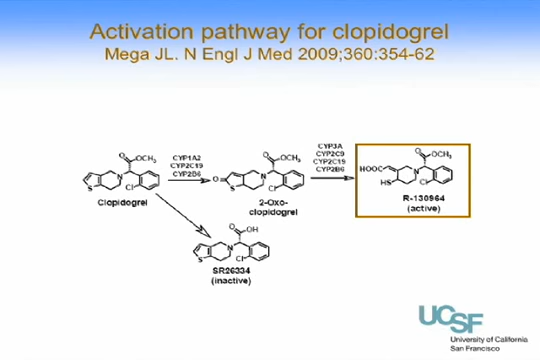 Activation pathway for clopidogrel
Mega JL. N Engl J Med 2009;360:354-62
CYP1A2
CYP2C19
CYP2B6
CYP3A
CYP2C9
CYP2C19
CYP2B6
O
OCH3
N
S
Cl
Clopidogrel
O
OCH3
N
O
S
Cl
2-Oxo-
clopidogrel
O
OCH3
HOOC
N
HS
Cl
R-130964
(active)
O
OH
N
S
Cl
SR26334
(inactive)
UCSF
University of California
San Francisco